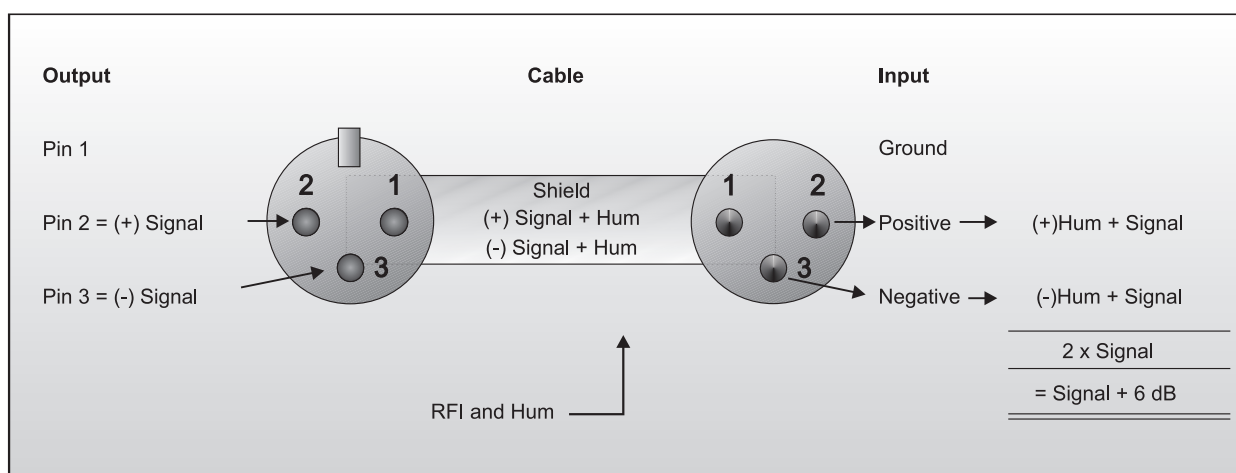 Output Cable Input
Pin 1 Ground
2 1 1 2
Shield
Pin 2 = (+) Signal (+) Signal + Hum Positive (+)Hum + Signal
(-) Signal + Hum
3 3
Pin 3 = (-) Signal Negative (-)Hum + Signal
2 x Signal
= Signal + 6 dB
RFI and Hum